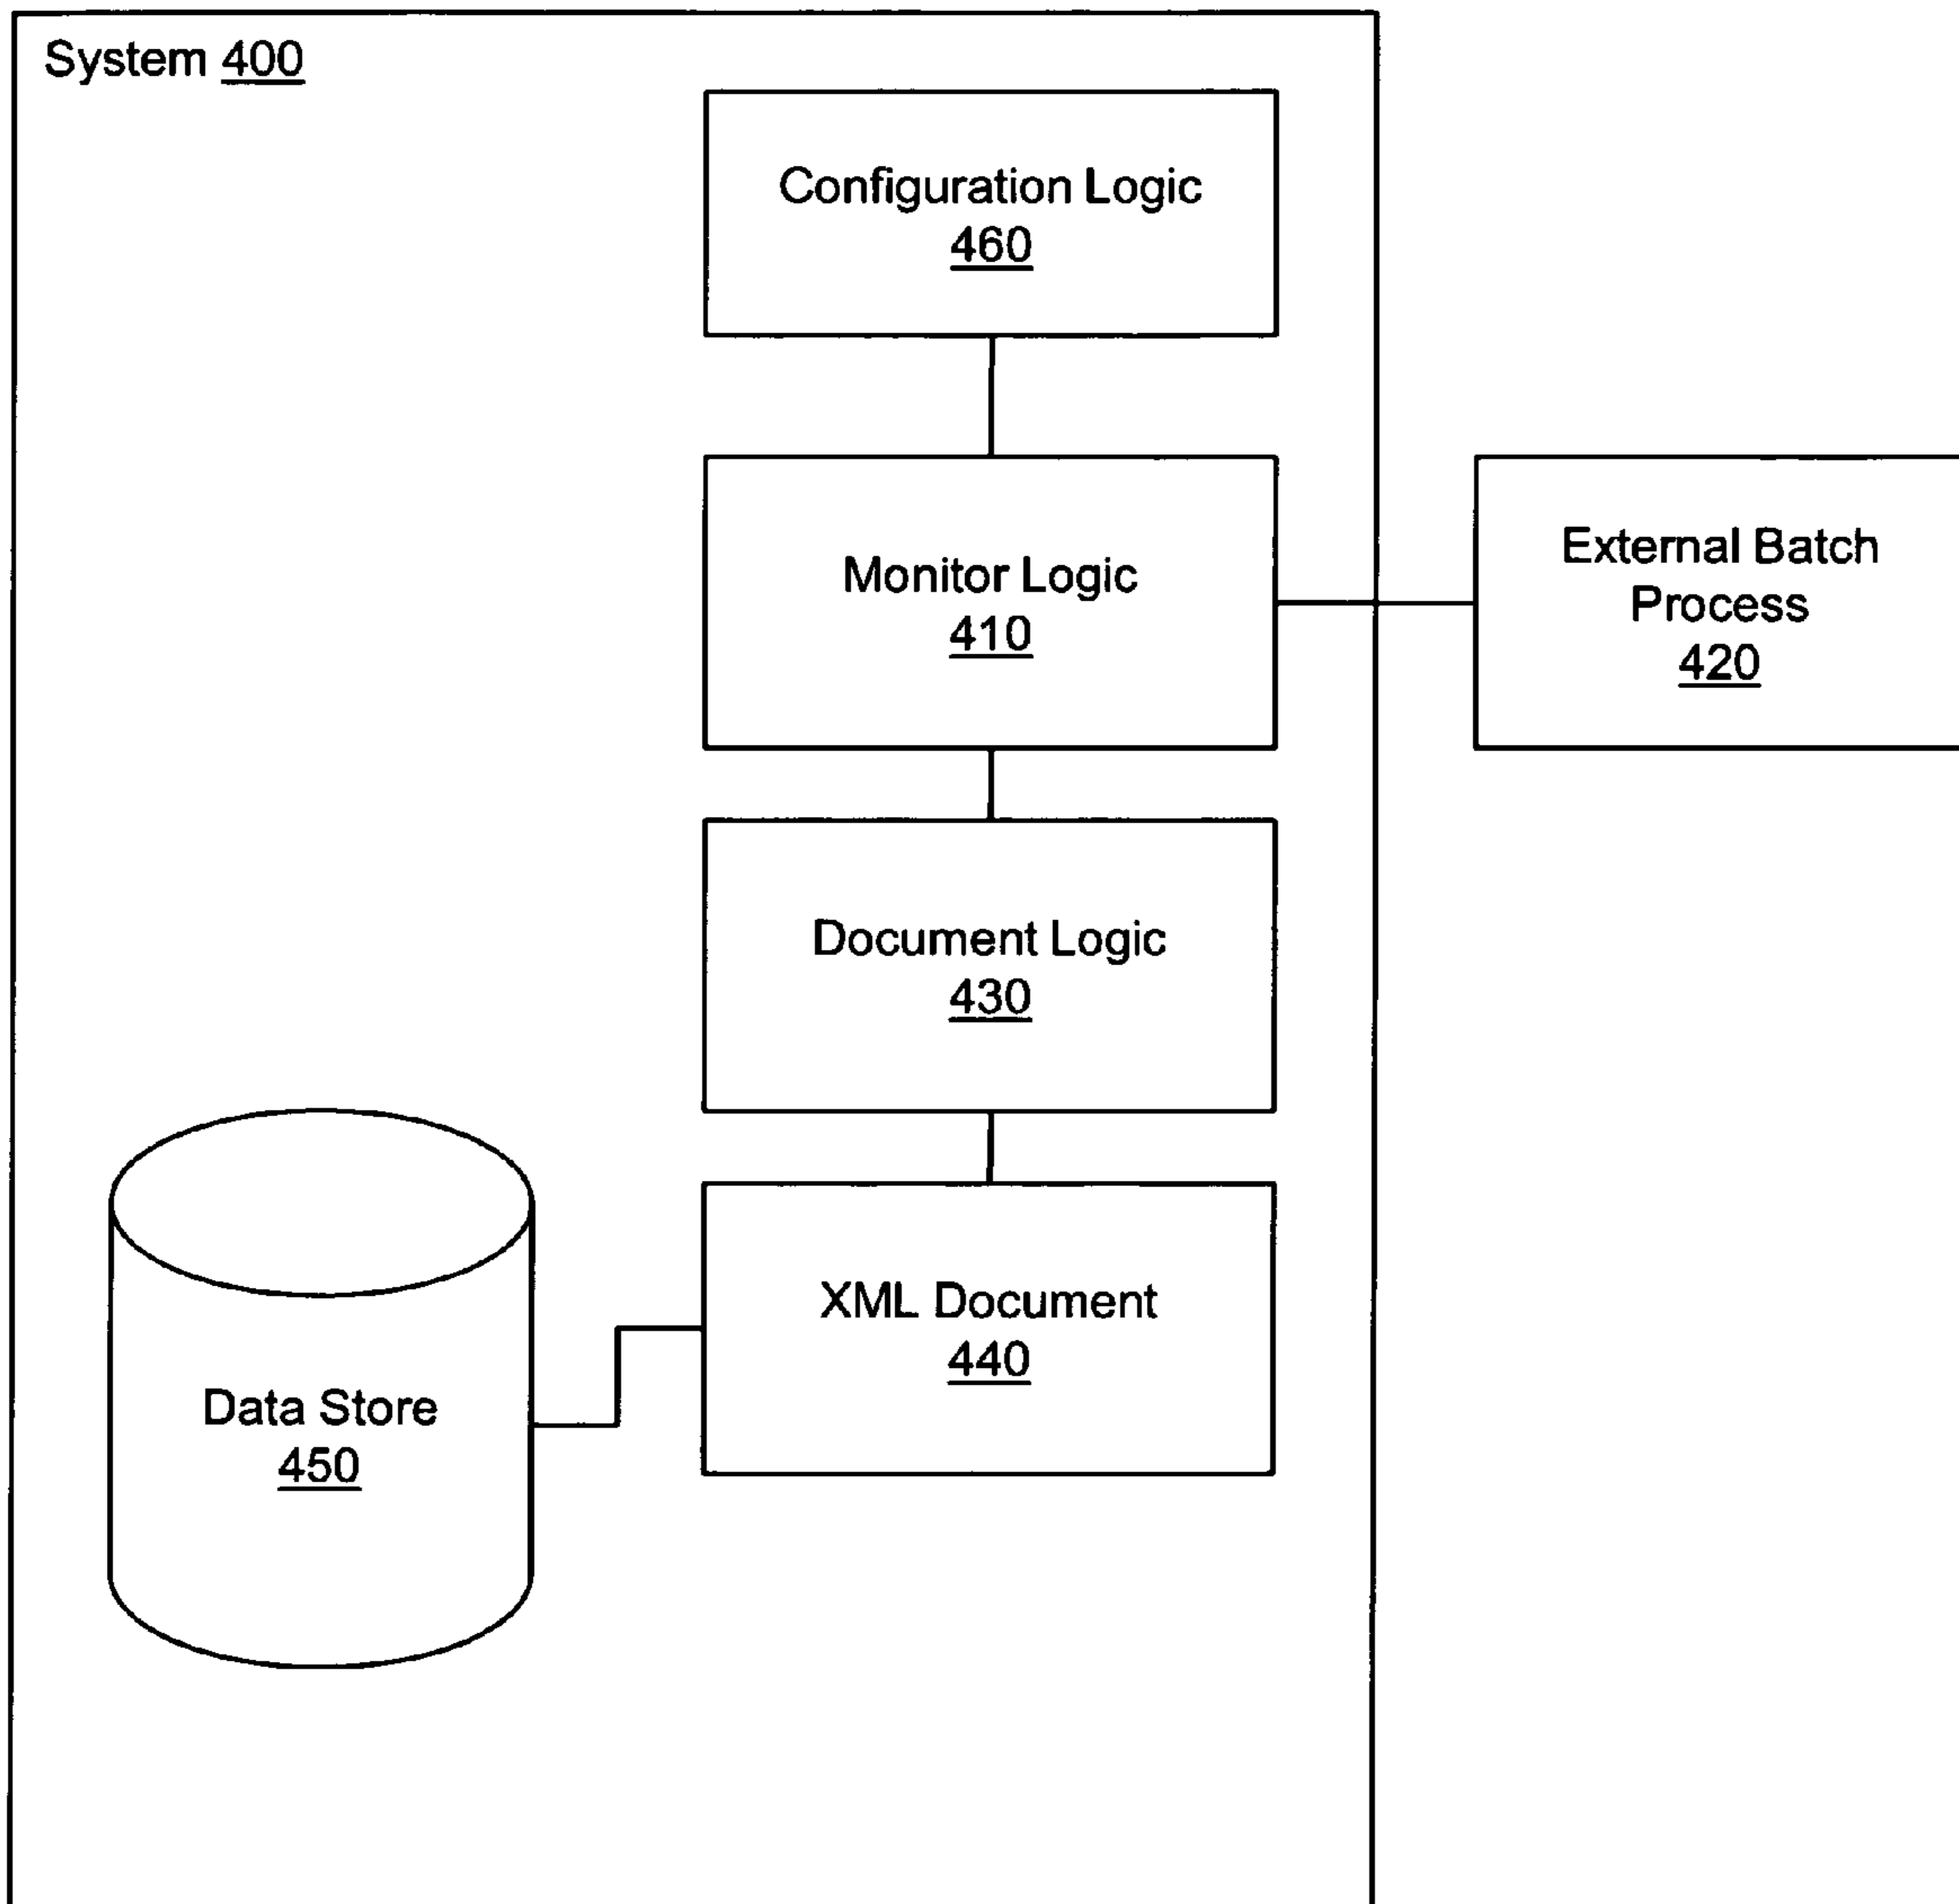 System 400
Configuration Logic
460
Monitor Logic
410
External Batch
Process
420
Document Logic
430
XML Document
440
Data Store
450